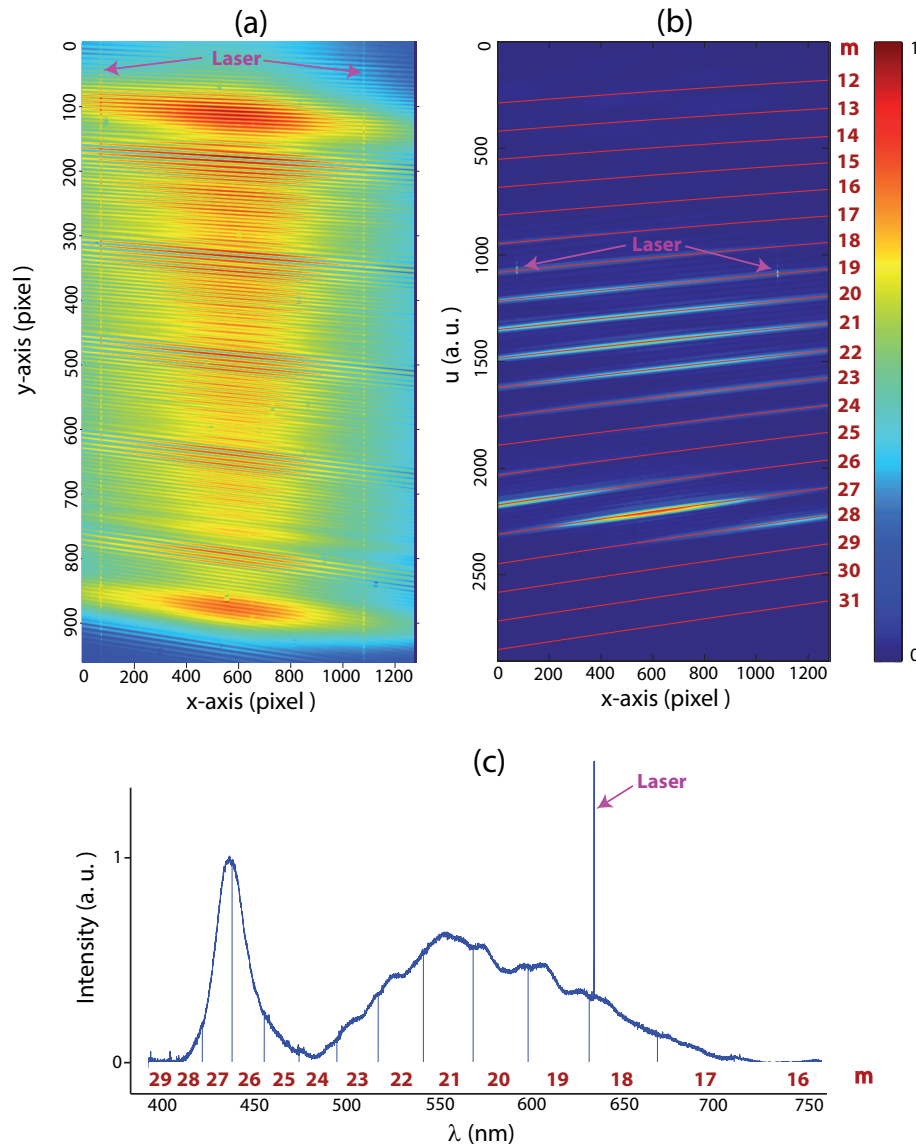 (a)
Laser
0
100
200
300
400
500
600
700
800
900
y-axis (pixel)
0 200 400 600 800 1000 1200
x-axis (pixel )
(b)
Laser
0
500
1000
1500
2000
2500
u (a. u.)
0 200 400 600 800 1000 1200
x-axis (pixel)
m
12
13
14
15
16
17
18
19
20
21
22
23
24
25
26
27
28
29
30
31
1
0
(c)
Laser
Intensity (a. u.)
1
0
29 28 27 26 25 24 23 22 21 20 19 18 17 16 m
400 450 500 550 600 650 700 750
λ (nm)